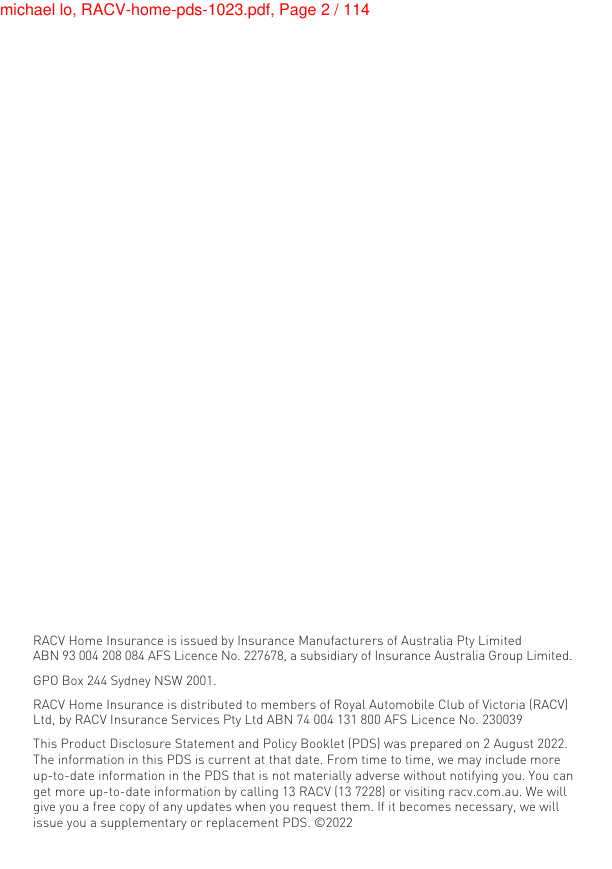 michael lo, RACV-home-pds-1023.pdf, Page 2 / 114
RACV Home Insurance is issued by Insurance Manufacturers of Australia Pty Limited
ABN 93 004 208 084 AFS Licence No. 227678, a subsidiary of Insurance Australia Group Limited.
GPO Box 244 Sydney NSW 2001.
RACV Home Insurance is distributed to members of Royal Automobile Club of Victoria (RACV)
Ltd, by RACV Insurance Services Pty Ltd ABN 74 004 131 800 AFS Licence No. 230039
This Product Disclosure Statement and Policy Booklet (PDS) was prepared on 2 August 2022.
The information in this PDS is current at that date. From time to time, we may include more
up-to-date information in the PDS that is not materially adverse without notifying you. You can
get more up-to-date information by calling 13 RACV (13 7228) or visiting racv.com.au. We will
give you a free copy of any updates when you request them. If it becomes necessary, we will
issue you a supplementary or replacement PDS. ©2022